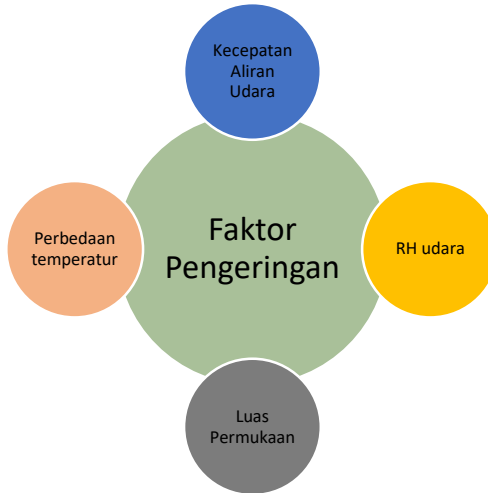 Kecepatan
Aliran
Udara
Perbedaan
temperatur
Faktor
Pengeringan
RH udara
Luas
Permukaan